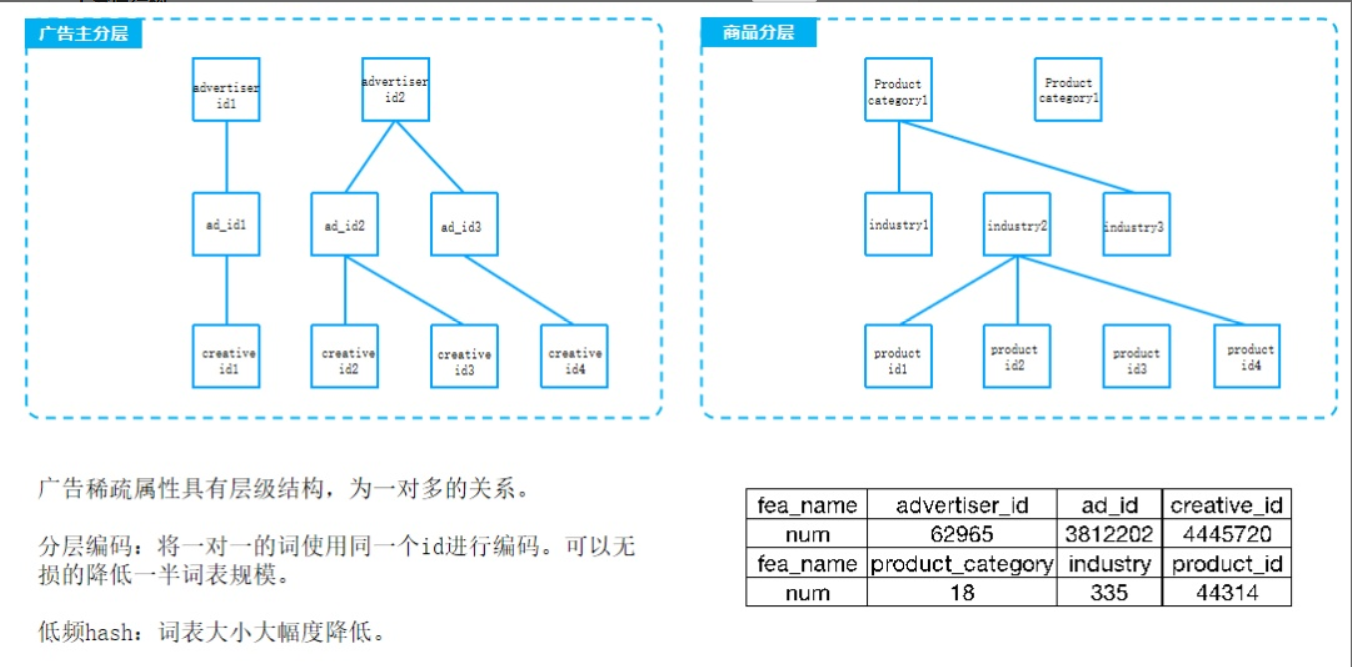 广告主分层
商品分层
advertiser
id1
advertiser
id2
Product
category1
Product
category1
ad_id1
ad_id2
ad_id3
industry1
industry2
industry3
creative
id1
creative
id2
creative
id3
creative
id4
product
id1
product
id2
product
id3
product
id4
广告稀疏属性具有层级结构，为一对多的关系。
分层编码：将一对一的词使用同一个id进行编码。可以无
损的降低一半词表规模。
低频hash：词表大小大幅度降低。
fea_name advertiser_id ad_id creative_id
num 62965 3812202 4445720
fea_name product_category industry product_id
num 18 335 44314